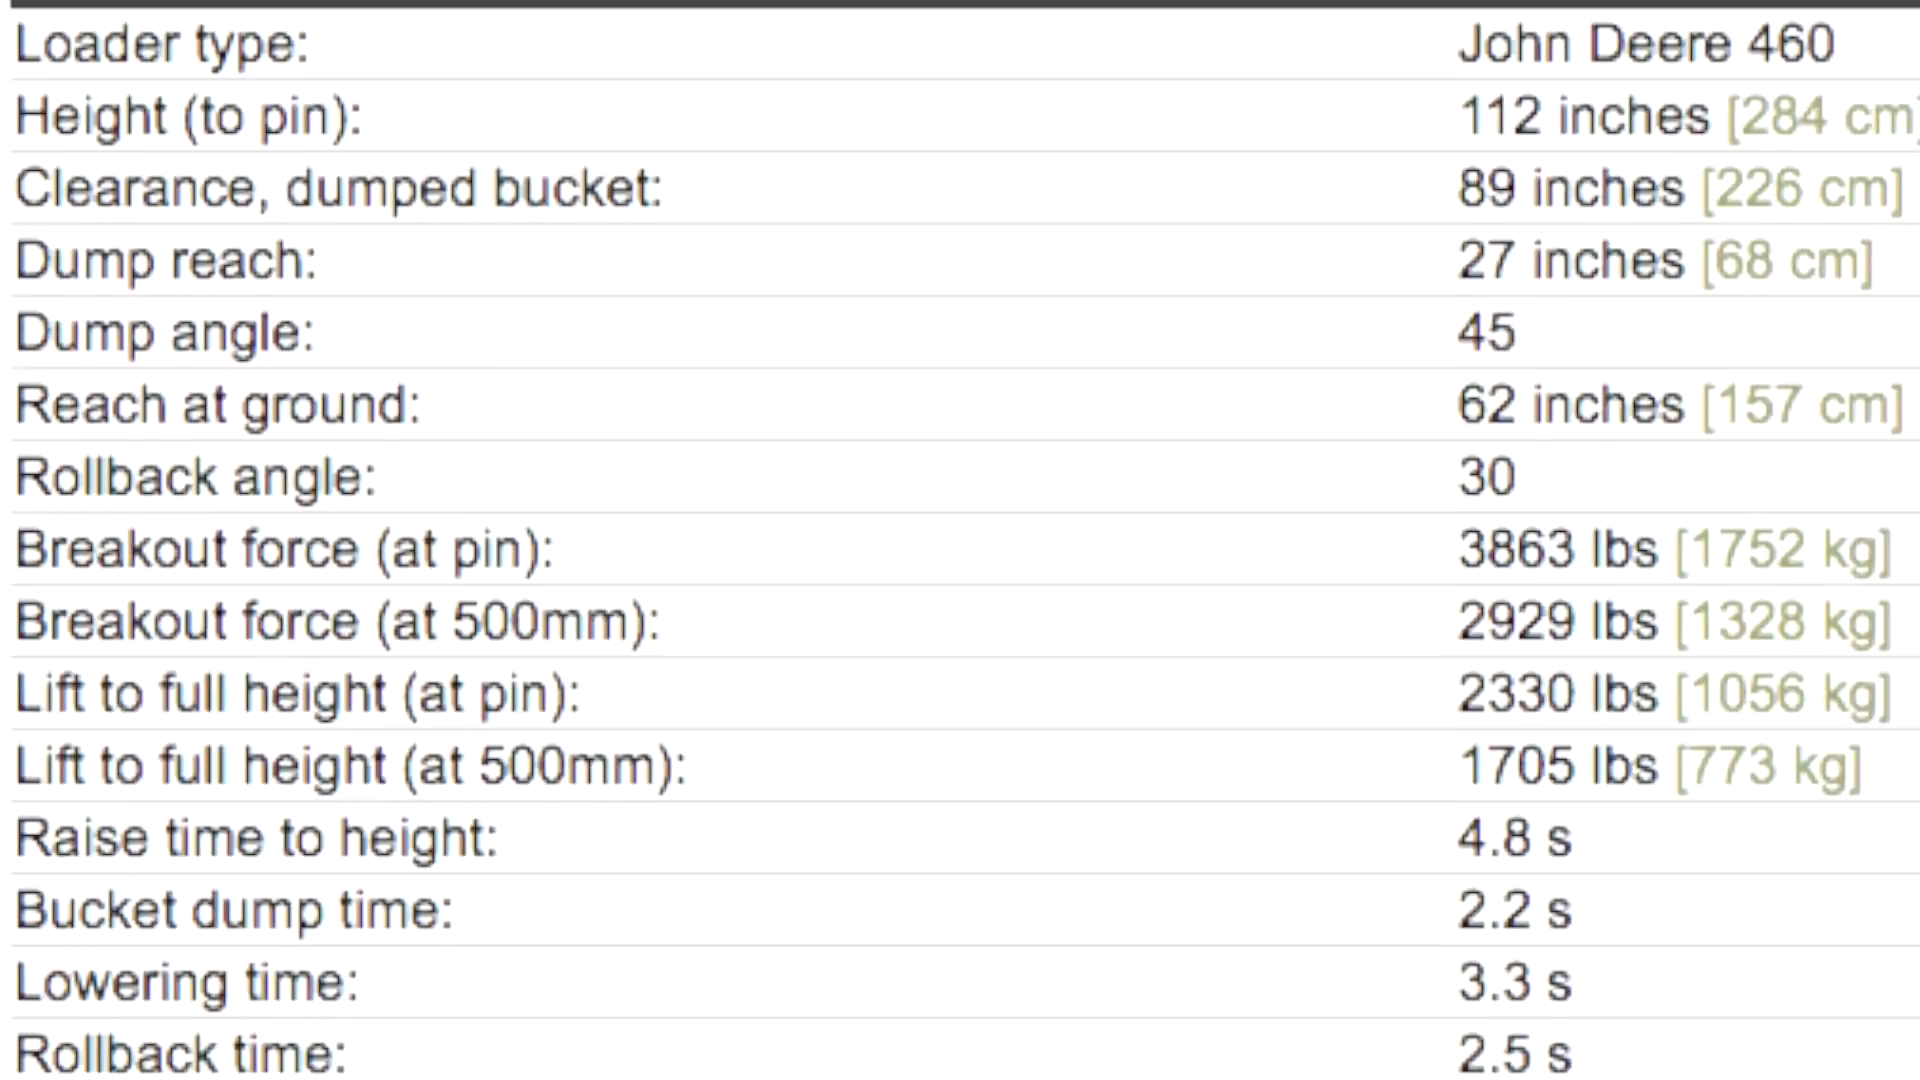 Loader type: John Deere 460
Height (to pin): 112 inches [284 cm]
Clearance, dumped bucket: 89 inches [226 cm]
Dump reach: 27 inches [68 cm]
Dump angle: 45
Reach at ground: 62 inches [157 cm]
Rollback angle: 30
Breakout force (at pin): 3863 lbs [1752 kg]
Breakout force (at 500mm): 2929 lbs [1328 kg]
Lift to full height (at pin): 2330 lbs [1056 kg]
Lift to full height (at 500mm): 1705 lbs [773 kg]
Raise time to height: 4.8 s
Bucket dump time: 2.2 s
Lowering time: 3.3 s
Rollback time: 2.5 s